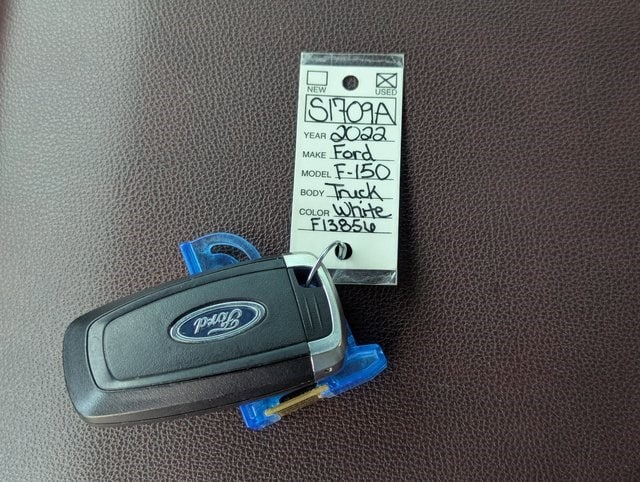 NEW USED
S1709A
YEAR 2022
MAKE Ford
MODEL F-150
BODY Truck
COLOR White
F13856
Ford